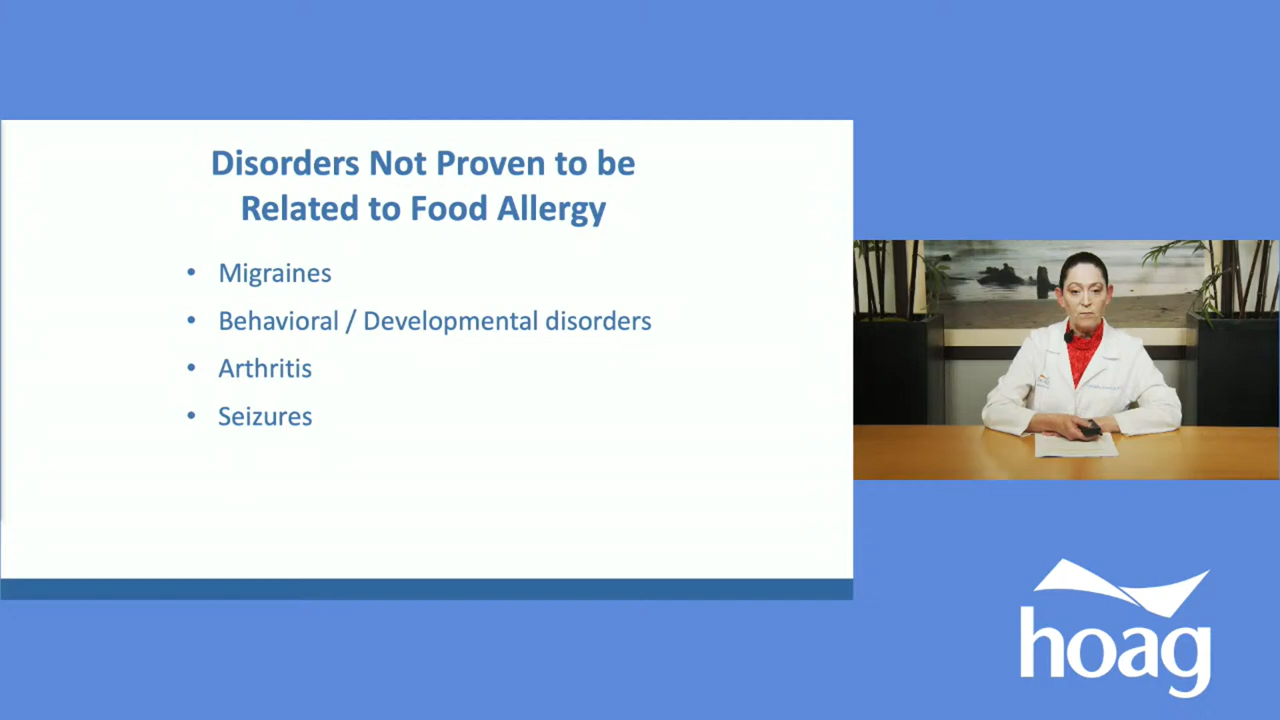 Disorders Not Proven to be
Related to Food Allergy
• Migraines
• Behavioral / Developmental disorders
• Arthritis
• Seizures
hoag